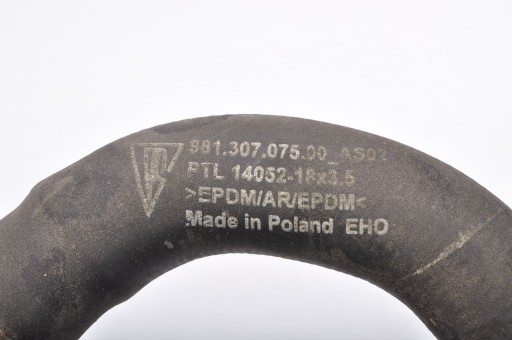 981.307.075.00_AS02
PTL 14052-18x3.5
>EPDM/AR/EPDM<
Made in Poland EHO